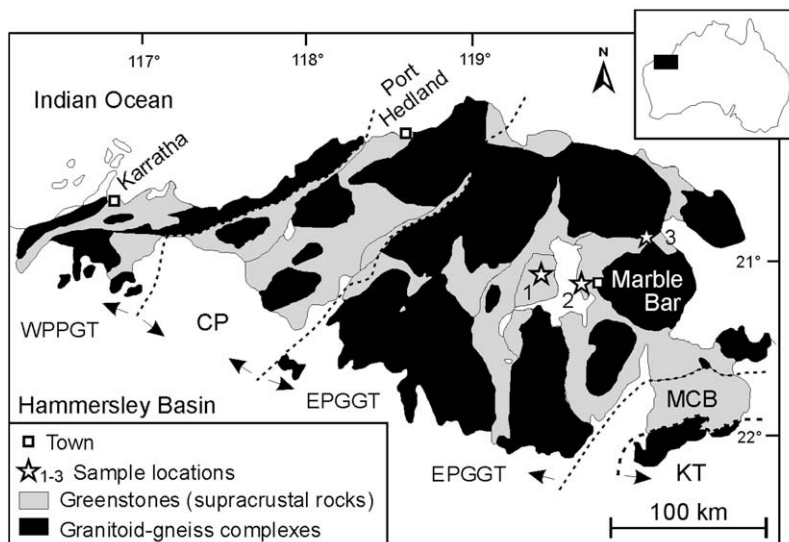 117°
118°
119°
N
Indian Ocean
Port
Hedland
Karratha
3
21°
1
2
Marble
Bar
WPPGT
CP
EPGGT
MCB
Hammersley Basin
22°
Town
1-3 Sample locations
Greenstones (supracrustal rocks)
Granitoid-gneiss complexes
EPGGT
KT
100 km